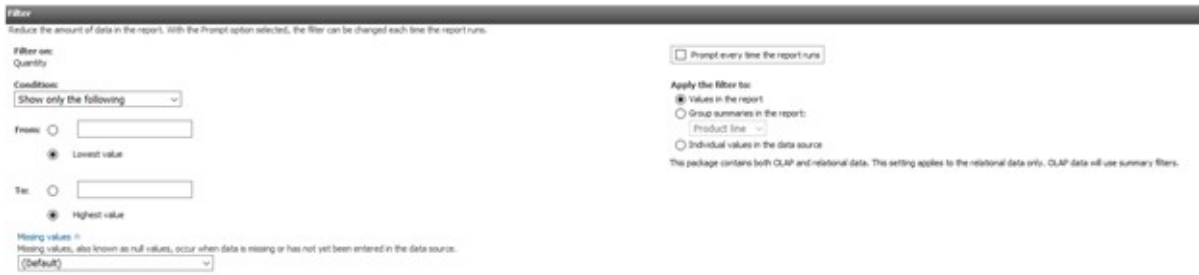 Filter
Reduce the amount of data in the report. With the Prompt option selected, the filter can be changed each time the report runs.
Filter on:
Quantity
Condition:
Show only the following
From:
Lowest value
To:
Highest value
Missing values
Missing values, also known as null values, occur when data is missing or has not yet been entered in the data source.
(Default)
Prompt every time the report runs
Apply the filter to:
Values in the report
Group summaries in the report:
Product line
Individual values in the data source
This package contains both OLAP and relational data. This setting applies to the relational data only. OLAP data will use summary filters.